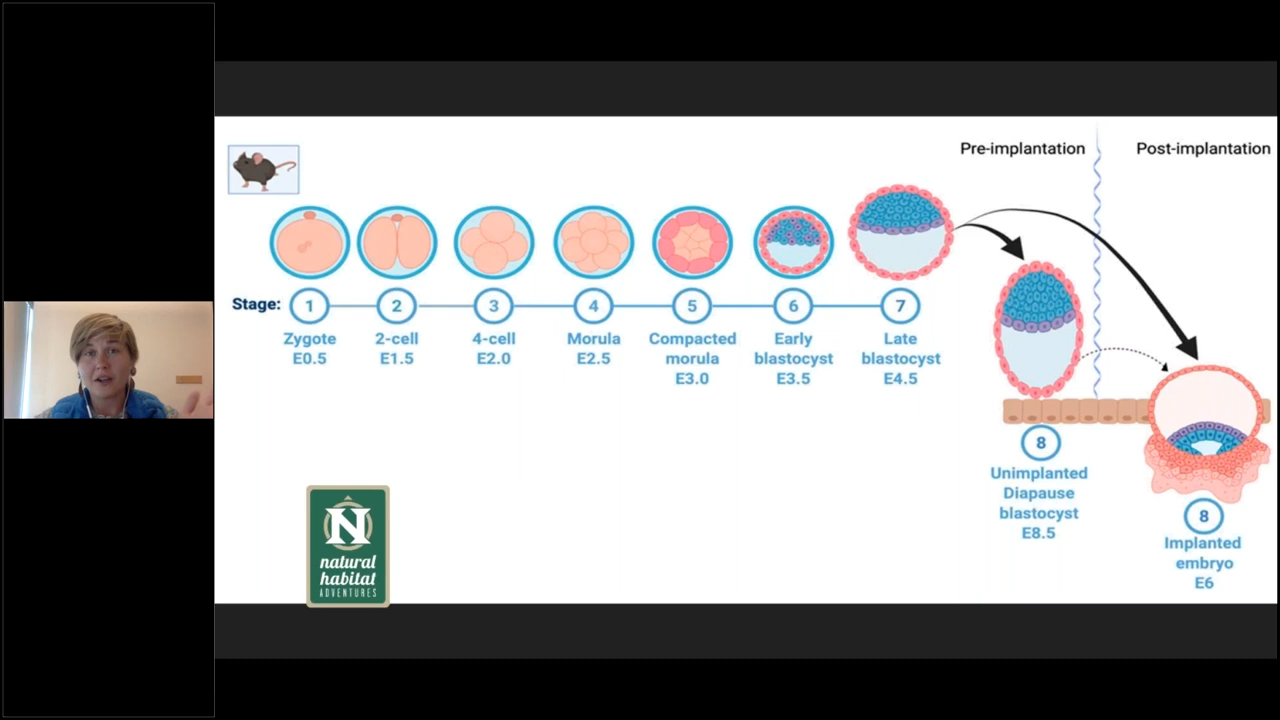 Pre-implantation
Post-implantation
Stage:
1
2
3
4
5
6
7
Zygote
E0.5
2-cell
E1.5
4-cell
E2.0
Morula
E2.5
Compacted
morula
E3.0
Early
blastocyst
E3.5
Late
blastocyst
E4.5
8
Unimplanted
Diapause
blastocyst
E8.5
8
Implanted
embryo
E6
N
natural
habitat
ADVENTURES